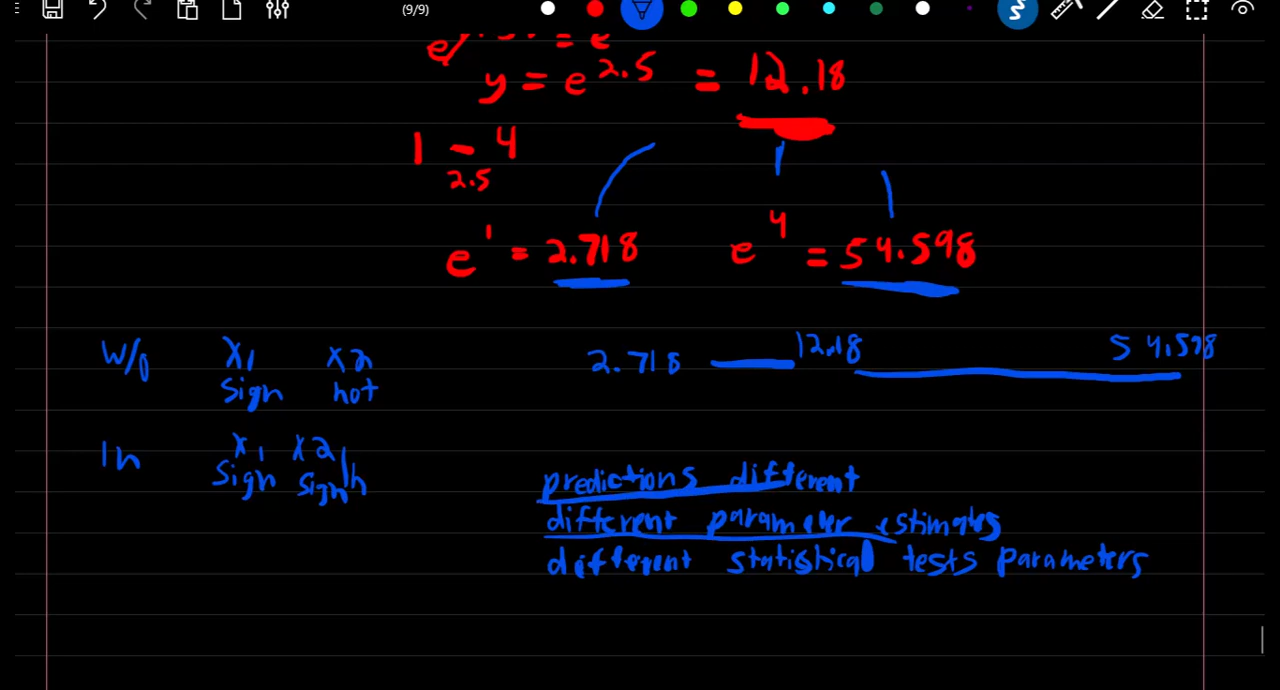 (9/9)
y = e^2.5 = 12.18
1 - 4
2.5
e^1 = 2.718 e^4 = 54.598
W/o X1 X2 2.718 12.18 54.598
Sign not
ln X1 X2
Sign Sign
predictions different
different parameter estimates
different statistical tests parameters